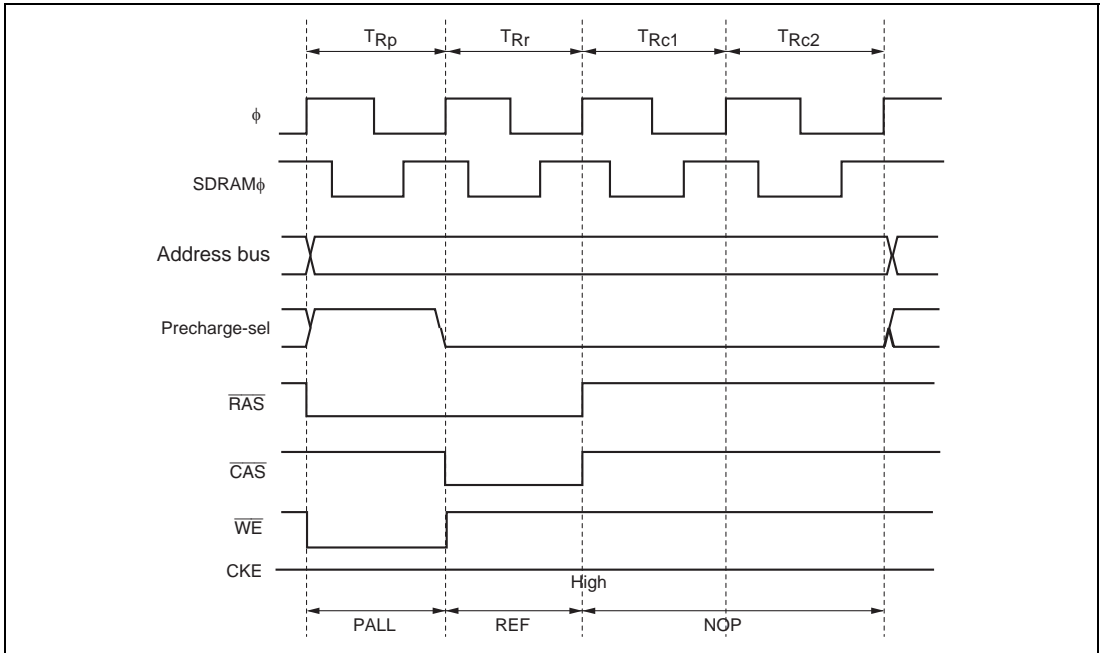 TRp TRr TRc1 TRc2
ϕ
SDRAMϕ
Address bus
Precharge-sel
RAS
CAS
WE
CKE
High
PALL REF NOP